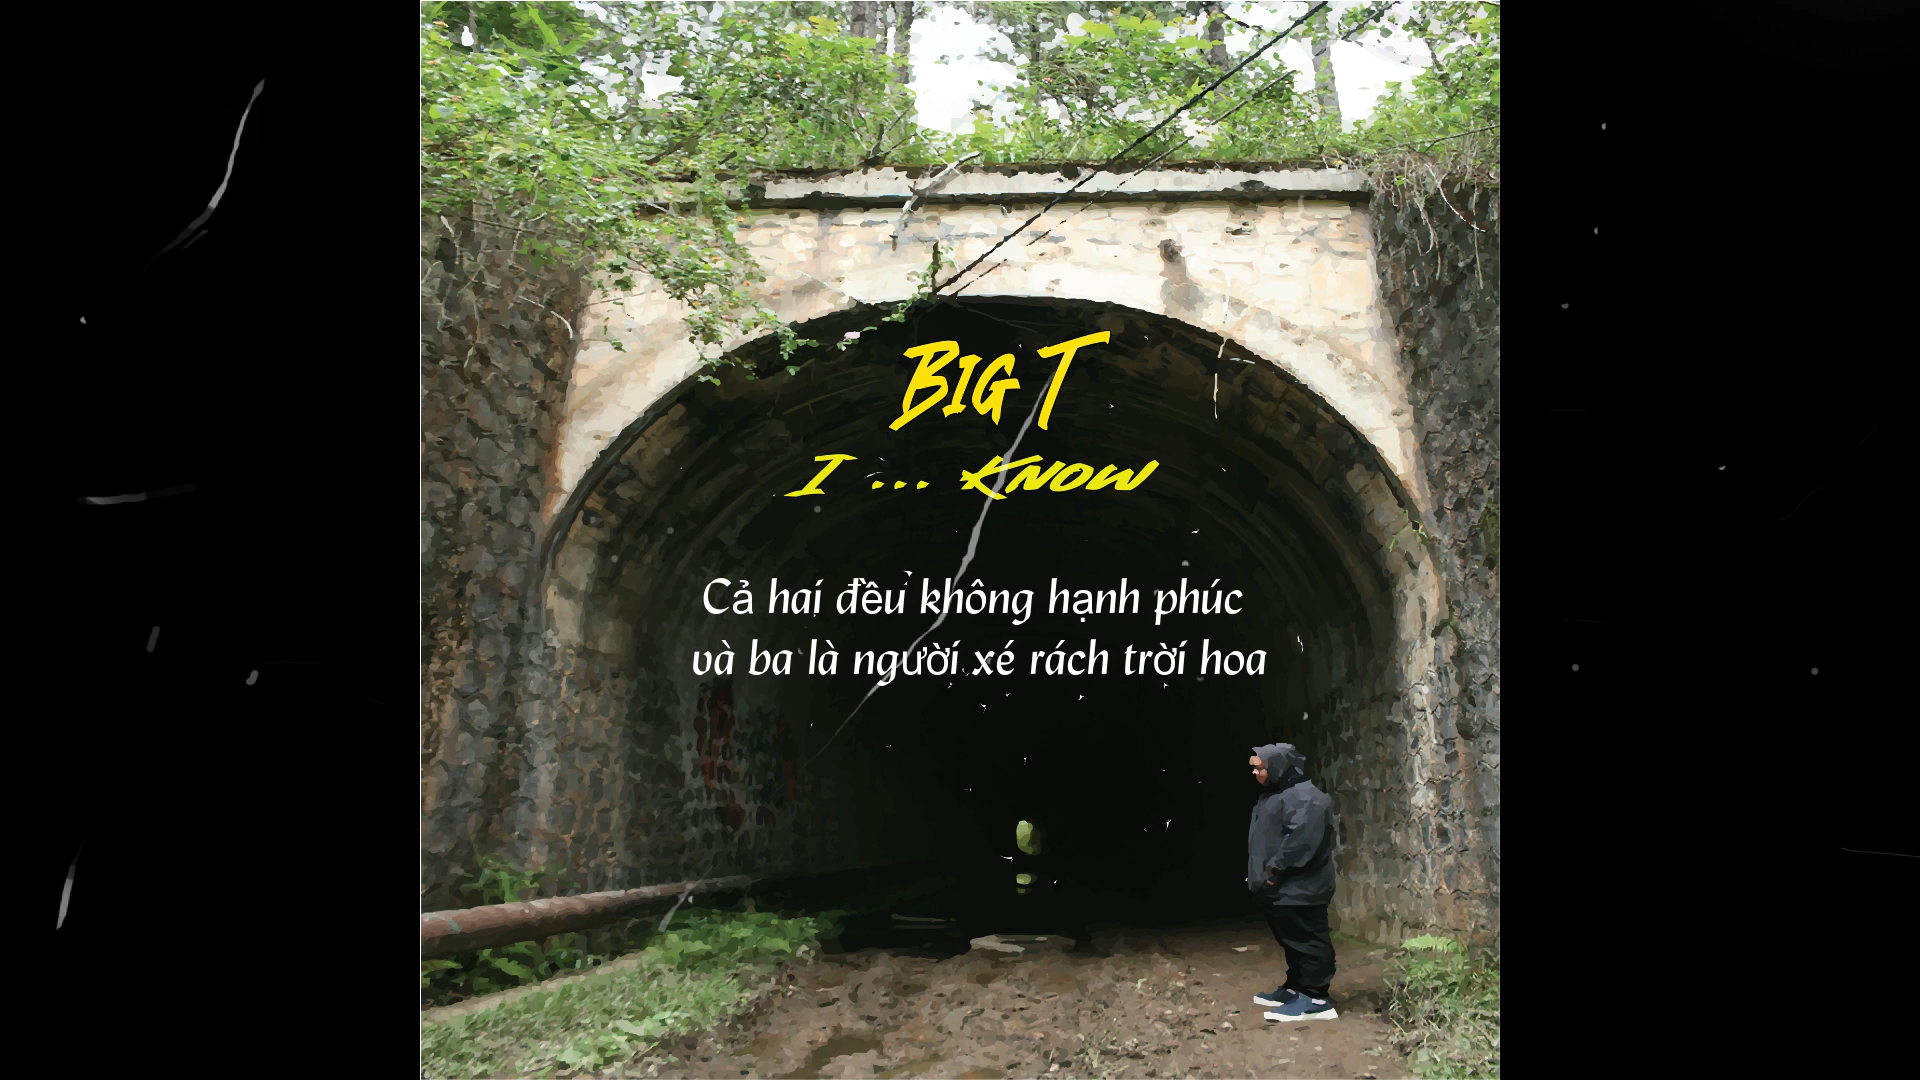 BIG T
I ... KNOW
Cả hai đều không hạnh phúc
và ba là người xé rách trời hoa